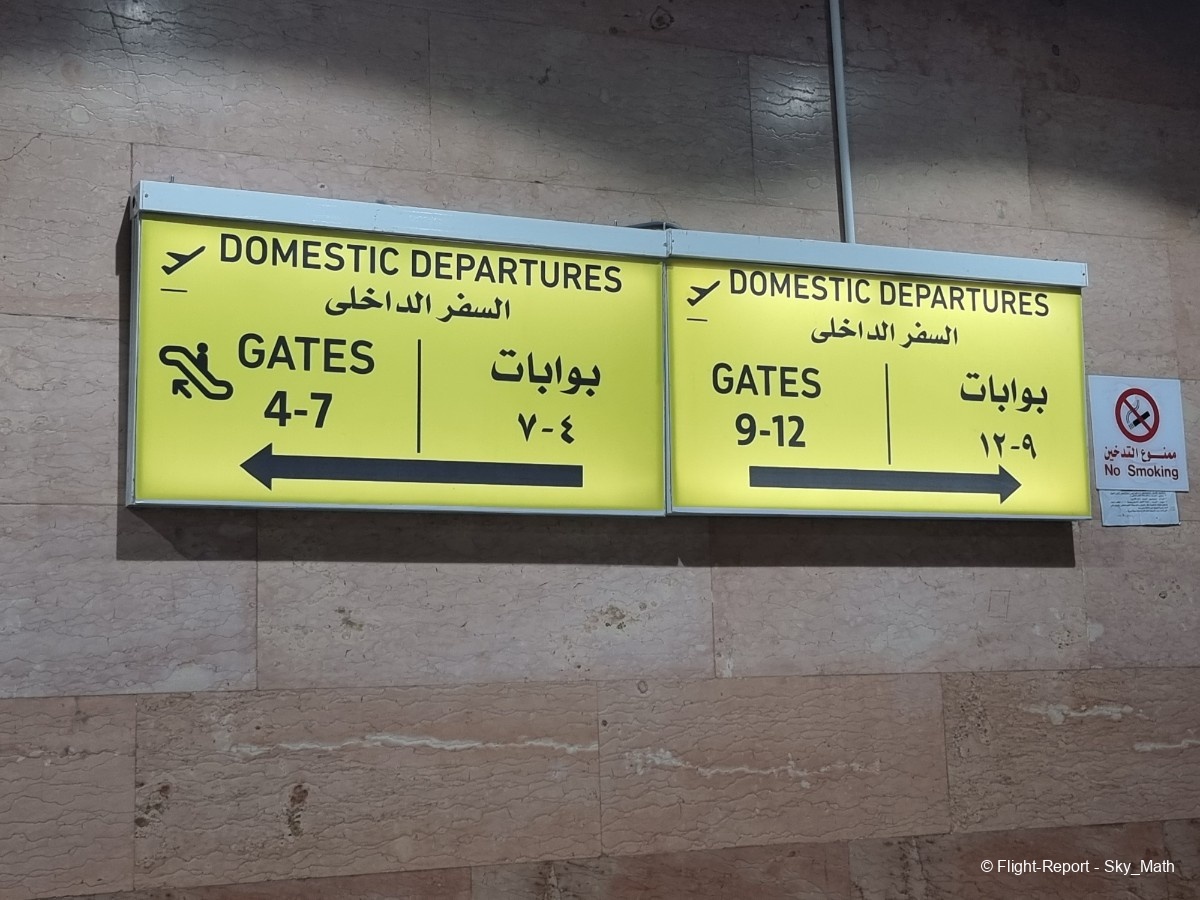 DOMESTIC DEPARTURES
السفر الداخلى
GATES
4-7
بوابات
٤-٧
DOMESTIC DEPARTURES
السفر الداخلى
GATES
9-12
بوابات
٩-١٢
ممنوع التدخين
No Smoking
© Flight-Report - Sky_Math